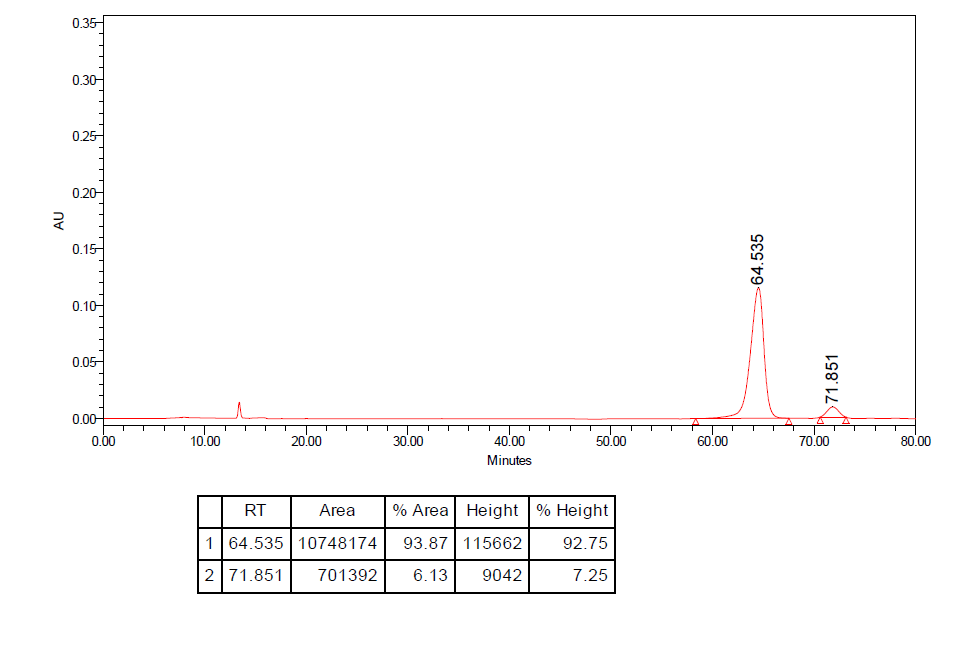 0.35
0.30
0.25
0.20
0.15
0.10
0.05
0.00
AU
64.535
71.851
0.00 10.00 20.00 30.00 40.00 50.00 60.00 70.00 80.00
Minutes
RT Area % Area Height % Height
1 64.535 10748174 93.87 115662 92.75
2 71.851 701392 6.13 9042 7.25